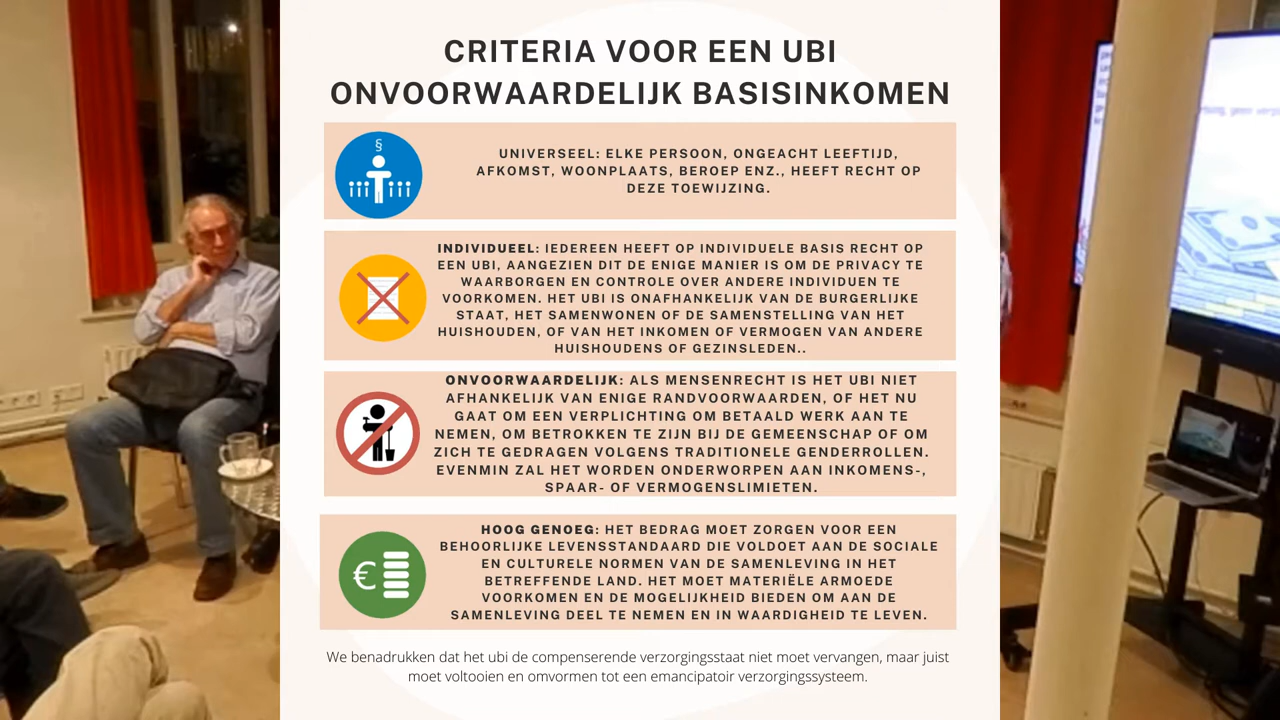 CRITERIA VOOR EEN UBI
ONVOORWAARDELIJK BASISINKOMEN
§
UNIVERSEEL: ELKE PERSOON, ONGEACHT LEEFTIJD,
AFKOMST, WOONPLAATS, BEROEP ENZ., HEEFT RECHT OP
DEZE TOEWIJZING.
INDIVIDUEEL: IEDEREEN HEEFT OP INDIVIDUELE BASIS RECHT OP
EEN UBI, AANGEZIEN DIT DE ENIGE MANIER IS OM DE PRIVACY TE
WAARBORGEN EN CONTROLE OVER ANDERE INDIVIDUEN TE
VOORKOMEN. HET UBI IS ONAFHANKELIJK VAN DE BURGERLIJKE
STAAT, HET SAMENWONEN OF DE SAMENSTELLING VAN HET
HUISHOUDEN, OF VAN HET INKOMEN OF VERMOGEN VAN ANDERE
HUISHOUDENS OF GEZINSLEDEN..
ONVOORWAARDELIJK: ALS MENSENRECHT IS HET UBI NIET
AFHANKELIJK VAN ENIGE RANDVOORWAARDEN, OF HET NU
GAAT OM EEN VERPLICHTING OM BETAALD WERK AAN TE
NEMEN, OM BETROKKEN TE ZIJN BIJ DE GEMEENSCHAP OF OM
ZICH TE GEDRAGEN VOLGENS TRADITIONELE GENDERROLLEN.
EVENMIN ZAL HET WORDEN ONDERWORPEN AAN INKOMENS-,
SPAAR- OF VERMOGENSLIMIETEN.
€
HOOG GENOEG: HET BEDRAG MOET ZORGEN VOOR EEN
BEHOORLIJKE LEVENSSTANDAARD DIE VOLDOET AAN DE SOCIALE
EN CULTURELE NORMEN VAN DE SAMENLEVING IN HET
BETREFFENDE LAND. HET MOET MATERIËLE ARMOEDE
VOORKOMEN EN DE MOGELIJKHEID BIEDEN OM AAN DE
SAMENLEVING DEEL TE NEMEN EN IN WAARDIGHEID TE LEVEN.
We benadrukken dat het ubi de compenserende verzorgingsstaat niet moet vervangen, maar juist
moet voltooien en omvormen tot een emancipatoir verzorgingssysteem.